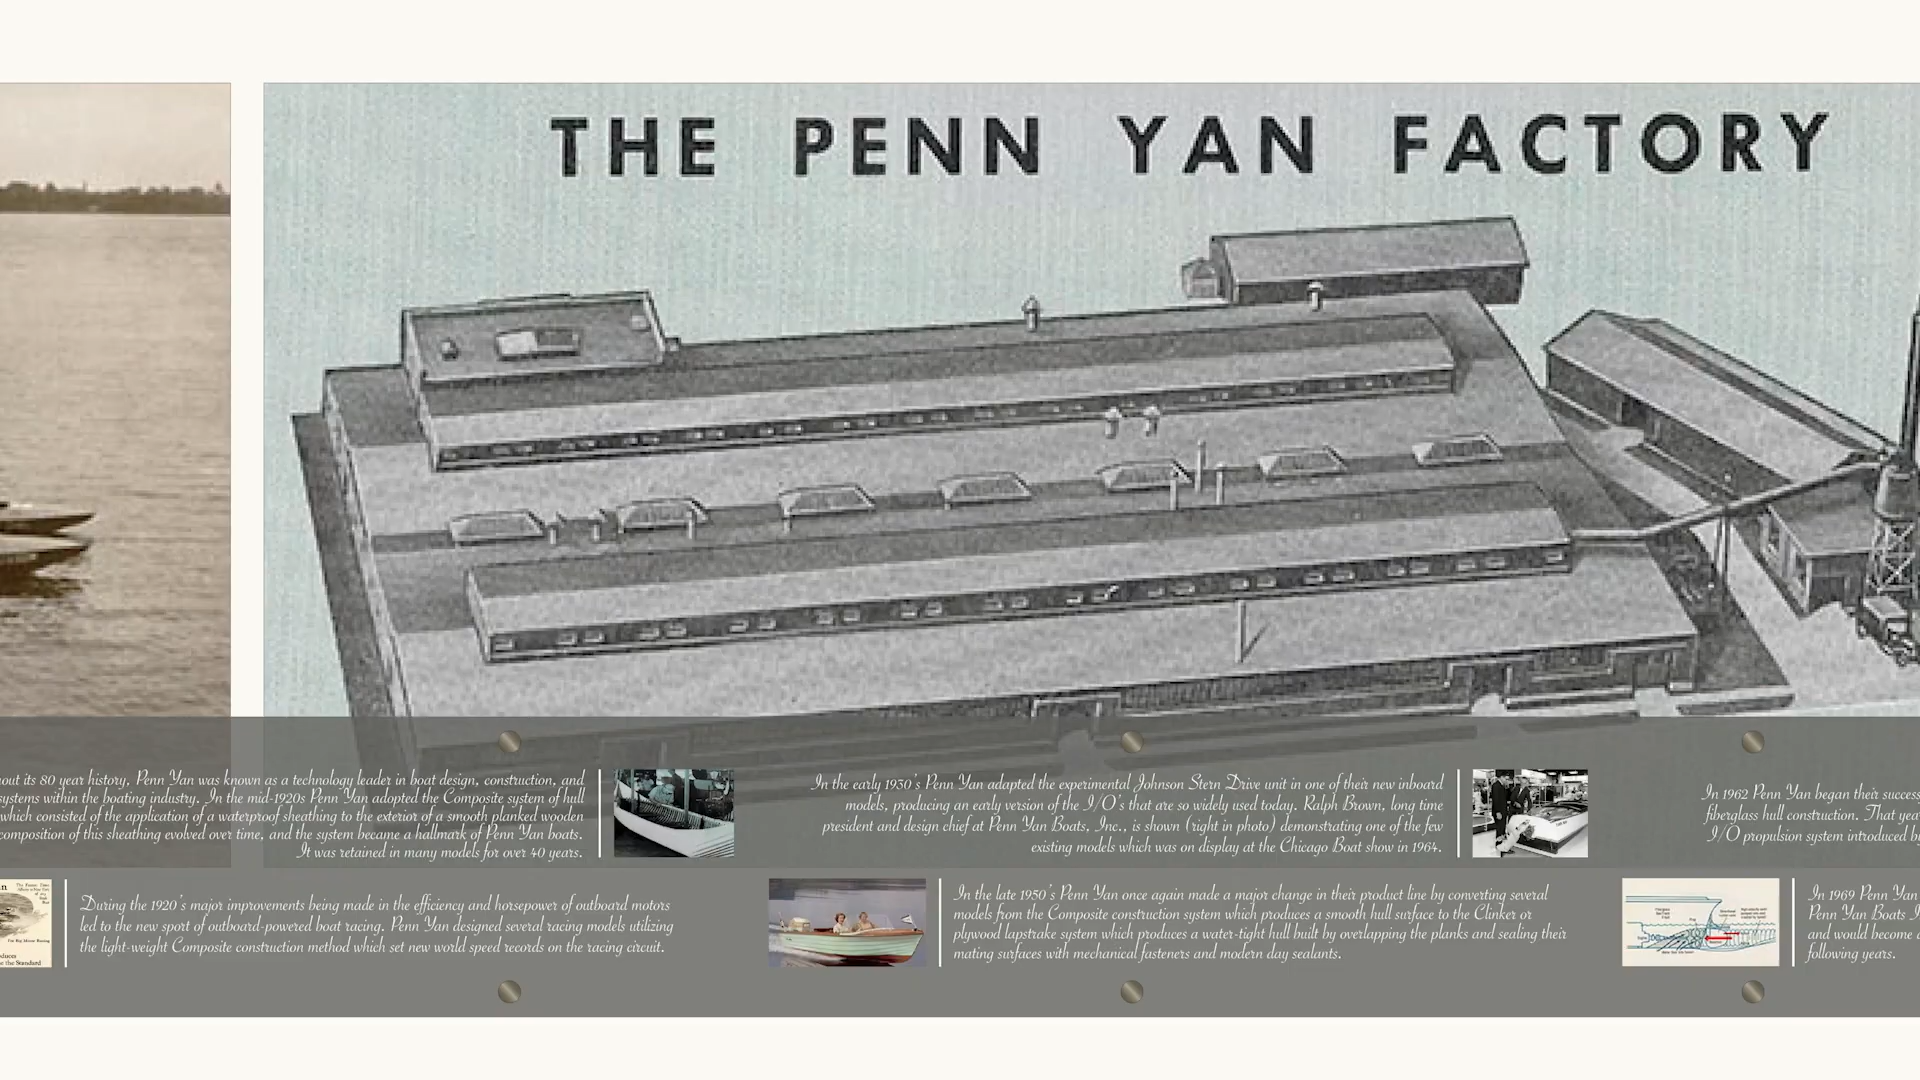 THE PENN YAN FACTORY
out its 80 year history, Penn Yan was known as a technology leader in boat design, construction, and
systems within the boating industry. In the mid-1920s Penn Yan adopted the Composite system of hull
which consisted of the application of a waterproof sheathing to the exterior of a smooth planked wooden
composition of this sheathing evolved over time, and the system became a hallmark of Penn Yan boats.
It was retained in many models for over 40 years.
In the early 1930's Penn Yan adapted the experimental Johnson Stern Drive unit in one of their new inboard
models, producing an early version of the I/O's that are so widely used today. Ralph Brown, long time
president and design chief at Penn Yan Boats, Inc., is shown (right in photo) demonstrating one of the few
existing models which was on display at the Chicago Boat show in 1964.
In 1962 Penn Yan began their success
fiberglass hull construction. That yea
I/O propulsion system introduced b
During the 1920's major improvements being made in the efficiency and horsepower of outboard motors
led to the new sport of outboard-powered boat racing. Penn Yan designed several racing models utilizing
the light-weight Composite construction method which set new world speed records on the racing circuit.
In the late 1950's Penn Yan once again made a major change in their product line by converting several
models from the Composite construction system which produces a smooth hull surface to the Clinker or
plywood lapstrake system which produces a water-tight hull built by overlapping the planks and sealing their
mating surfaces with mechanical fasteners and modern day sealants.
In 1969 Penn Yan
Penn Yan Boats I
and would become a
following years.